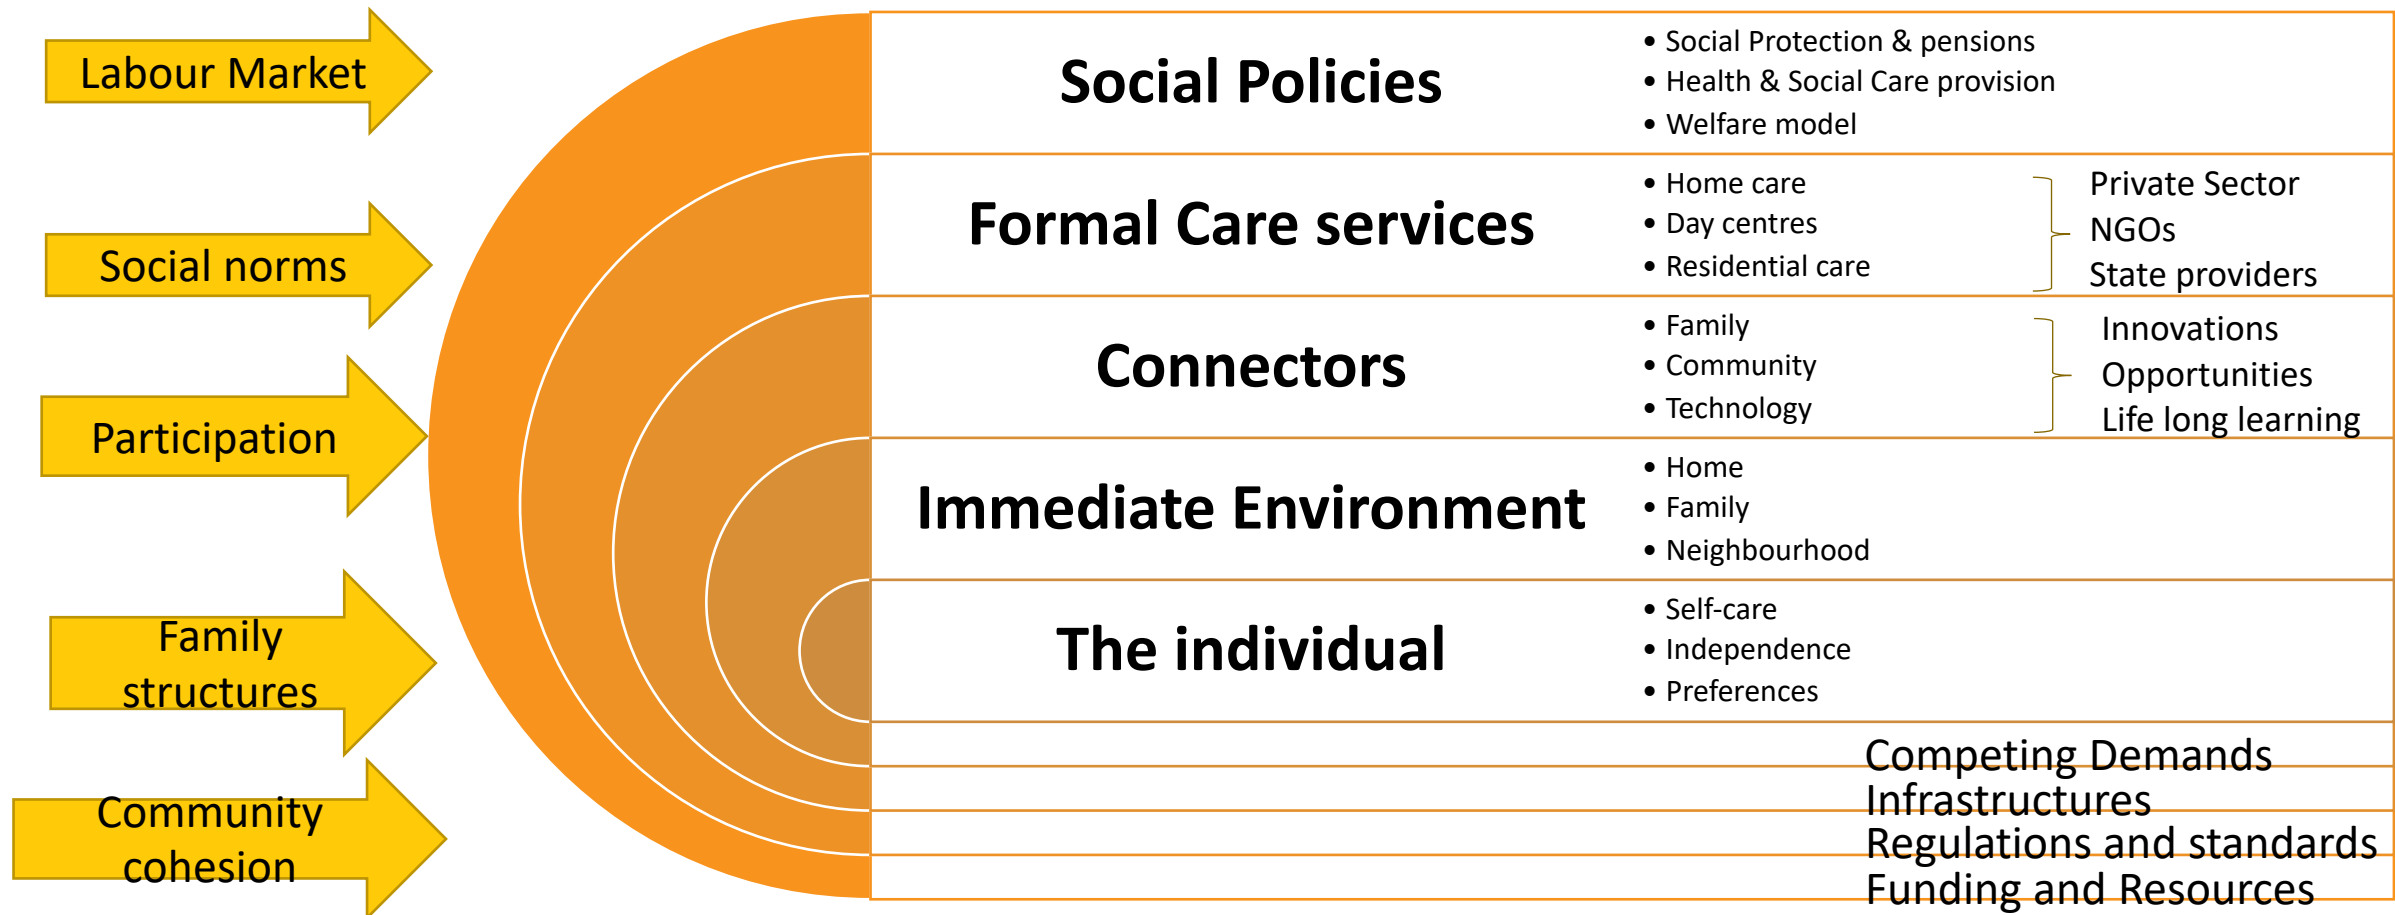 Labour Market
Social norms
Participation
Family
structures
Community
cohesion
Social Policies
• Social Protection & pensions
• Health & Social Care provision
• Welfare model
Formal Care services
• Home care
• Day centres
• Residential care
Private Sector
NGOs
State providers
Connectors
• Family
• Community
• Technology
Innovations
Opportunities
Life long learning
Immediate Environment
• Home
• Family
• Neighbourhood
The individual
• Self-care
• Independence
• Preferences
Competing Demands
Infrastructures
Regulations and standards
Funding and Resources